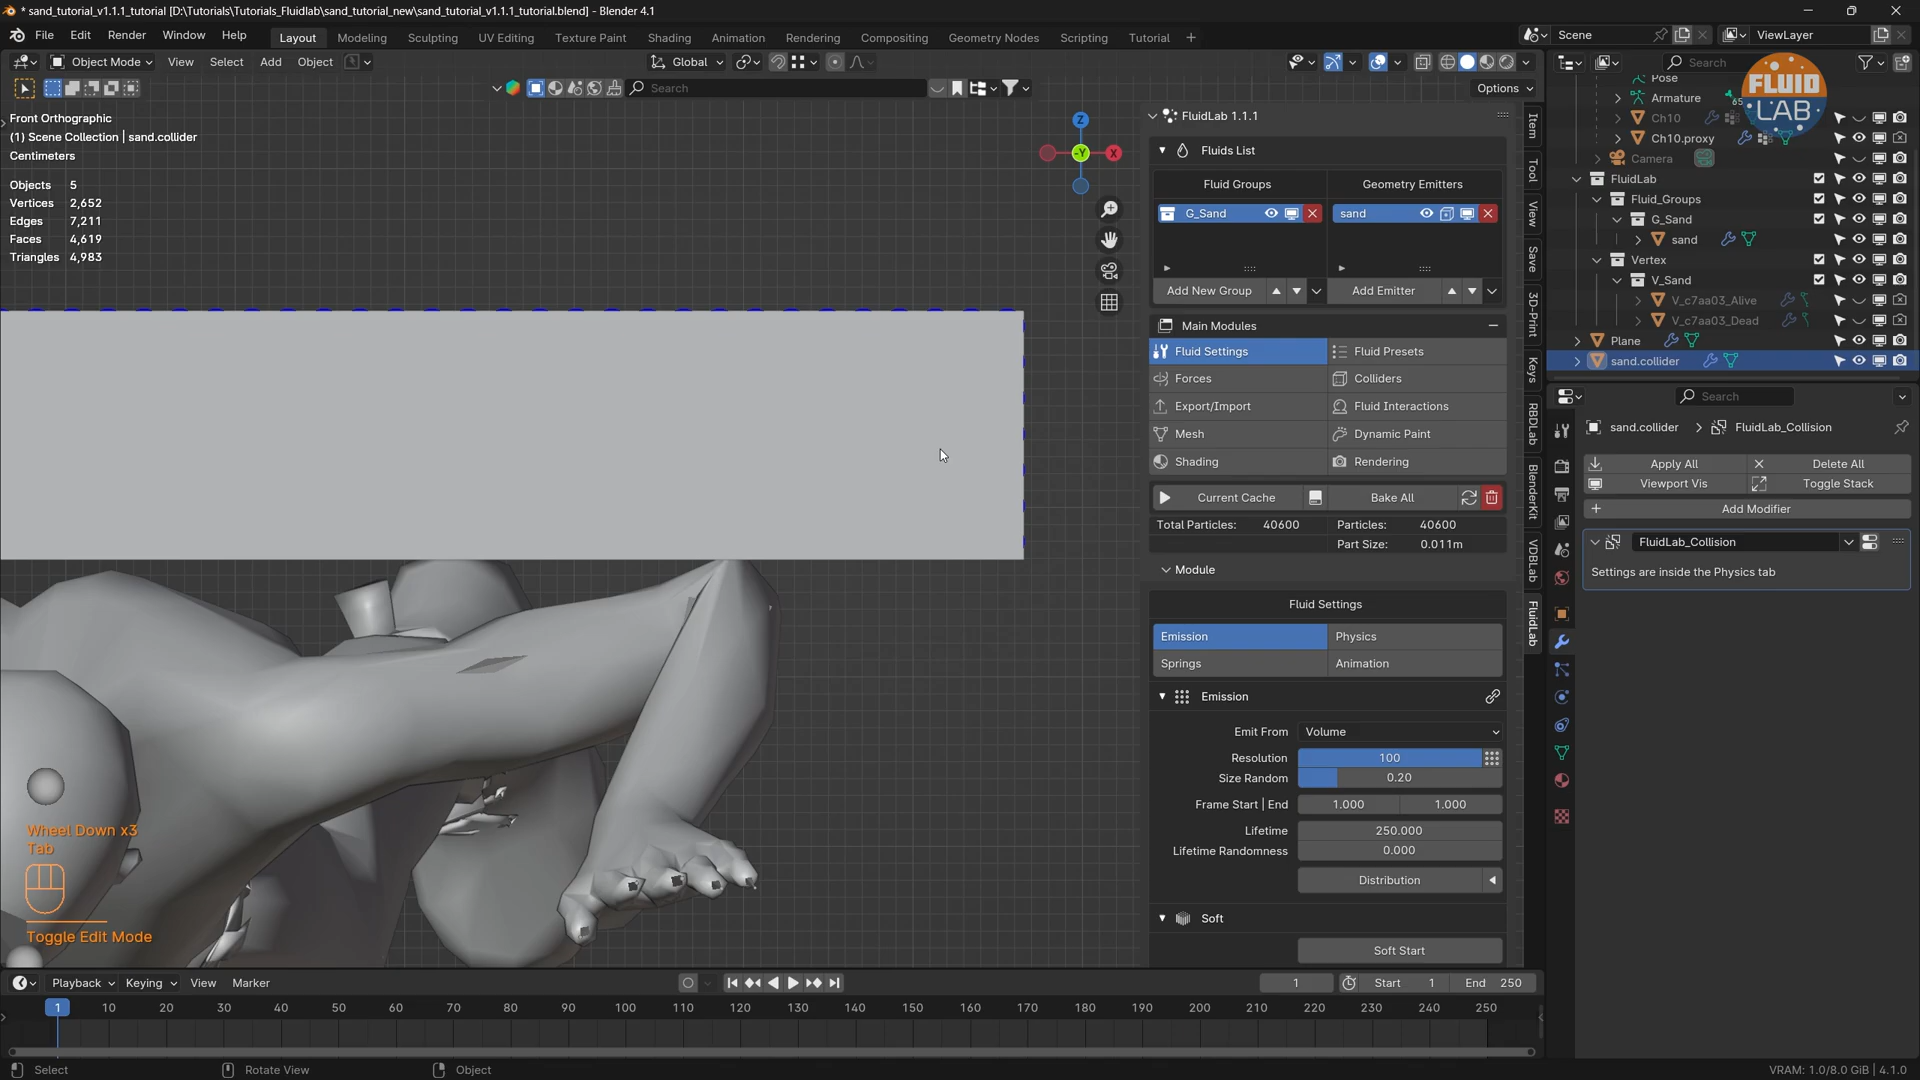 * sand_tutorial_v1.1.1_tutorial [D:\Tutorials\Tutorials_Fluidlab\sand_tutorial_new\sand_tutorial_v1.1.1_tutorial.blend] - Blender 4.1
File Edit Render Window Help Layout Modeling Sculpting UV Editing Texture Paint Shading Animation Rendering Compositing Geometry Nodes Scripting Tutorial + Scene ViewLayer
Object Mode View Select Add Object Global Search
Search Options
Front Orthographic
(1) Scene Collection | sand.collider
Centimeters
Objects 5
Vertices 2,652
Edges 7,211
Faces 4,619
Triangles 4,983
Z
-Y
X
FluidLab 1.1.1
Fluids List
Fluid Groups Geometry Emitters
G_Sand sand
Add New Group Add Emitter
Main Modules
Fluid Settings Fluid Presets
Forces Colliders
Export/Import Fluid Interactions
Mesh Dynamic Paint
Shading Rendering
Current Cache Bake All
Total Particles: 40600 Particles: 40600
Part Size: 0.011m
Module
Fluid Settings
Emission Physics
Springs Animation
Emission
Emit From Volume
Resolution 100
Size Random 0.20
Frame Start | End 1.000 1.000
Lifetime 250.000
Lifetime Randomness 0.000
Distribution
Soft
Soft Start
Item
Tool
View
Save
3D-Print
Keys
RBDLab
BlenderKit
VDBLab
FluidLab
FLUID
LAB
Pose
Armature 65
Ch10
Ch10.proxy
Camera
FluidLab
Fluid_Groups
G_Sand
sand
Vertex
V_Sand
V_c7aa03_Alive
V_c7aa03_Dead
Plane
sand.collider
Search
sand.collider > FluidLab_Collision
Apply All Delete All
Viewport Vis Toggle Stack
+ Add Modifier
FluidLab_Collision
Settings are inside the Physics tab
Wheel Down x3
Tab
Toggle Edit Mode
Playback Keying View Marker 1 Start 1 End 250
1 10 20 30 40 50 60 70 80 90 100 110 120 130 140 150 160 170 180 190 200 210 220 230 240 250
Select Rotate View Object VRAM: 1.0/8.0 GiB | 4.1.0